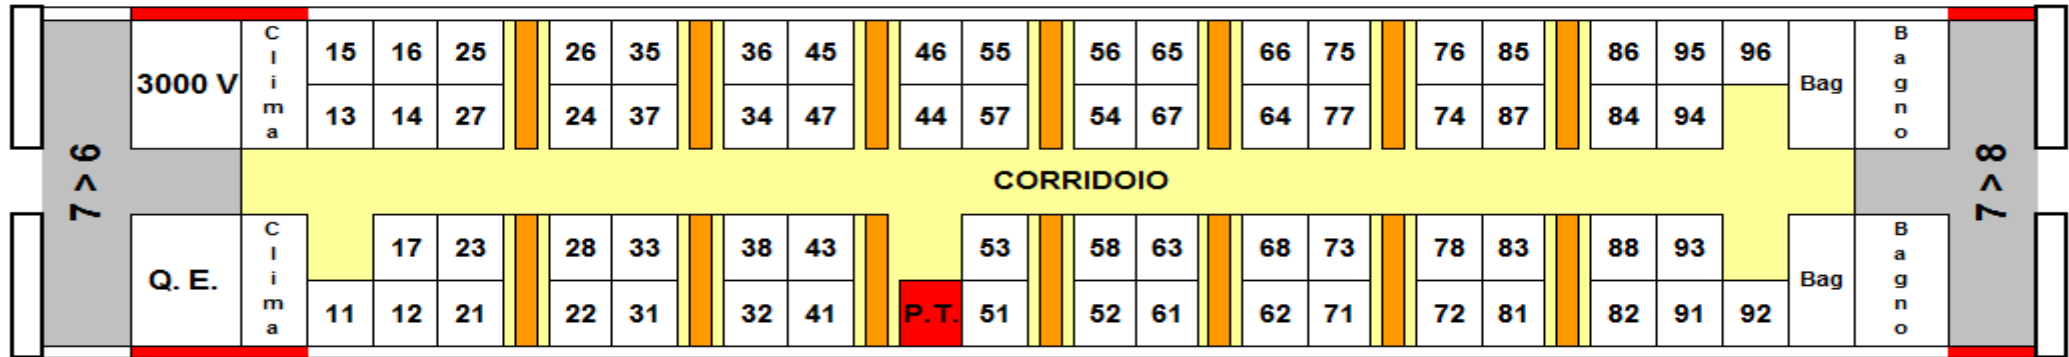 7 > 6
3000 V
Clima
15 16 25 26 35 36 45 46 55 56 65 66 75 76 85 86 95 96
Bag
Bagno
13 14 27 24 37 34 47 44 57 54 67 64 77 74 87 84 94
CORRIDOIO
7 > 8
Q. E.
Clima
17 23 28 33 38 43 53 58 63 68 73 78 83 88 93
Bag
Bagno
11 12 21 22 31 32 41 P.T. 51 52 61 62 71 72 81 82 91 92